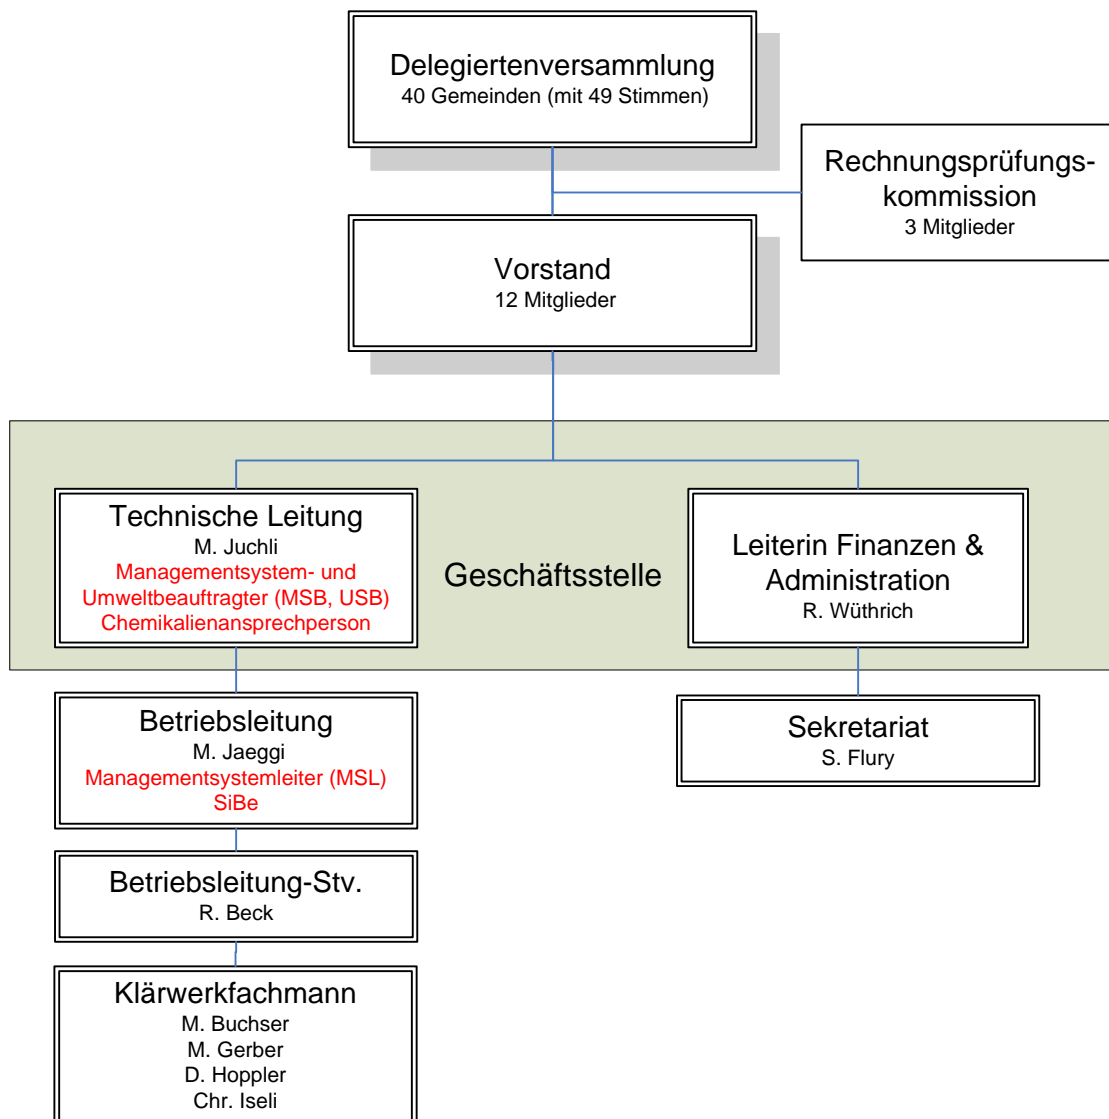 Delegiertenversammlung
40 Gemeinden (mit 49 Stimmen)
Rechnungsprüfungs-
kommission
3 Mitglieder
Vorstand
12 Mitglieder
Technische Leitung
M. Juchli
Managementsystem- und
Umweltbeauftragter (MSB, USB)
Chemikalienansprechperson
Geschäftsstelle
Leiterin Finanzen &
Administration
R. Wüthrich
Betriebsleitung
M. Jaeggi
Managementsystemleiter (MSL)
SiBe
Sekretariat
S. Flury
Betriebsleitung-Stv.
R. Beck
Klärwerkfachmann
M. Buchser
M. Gerber
D. Hoppler
Chr. Iseli